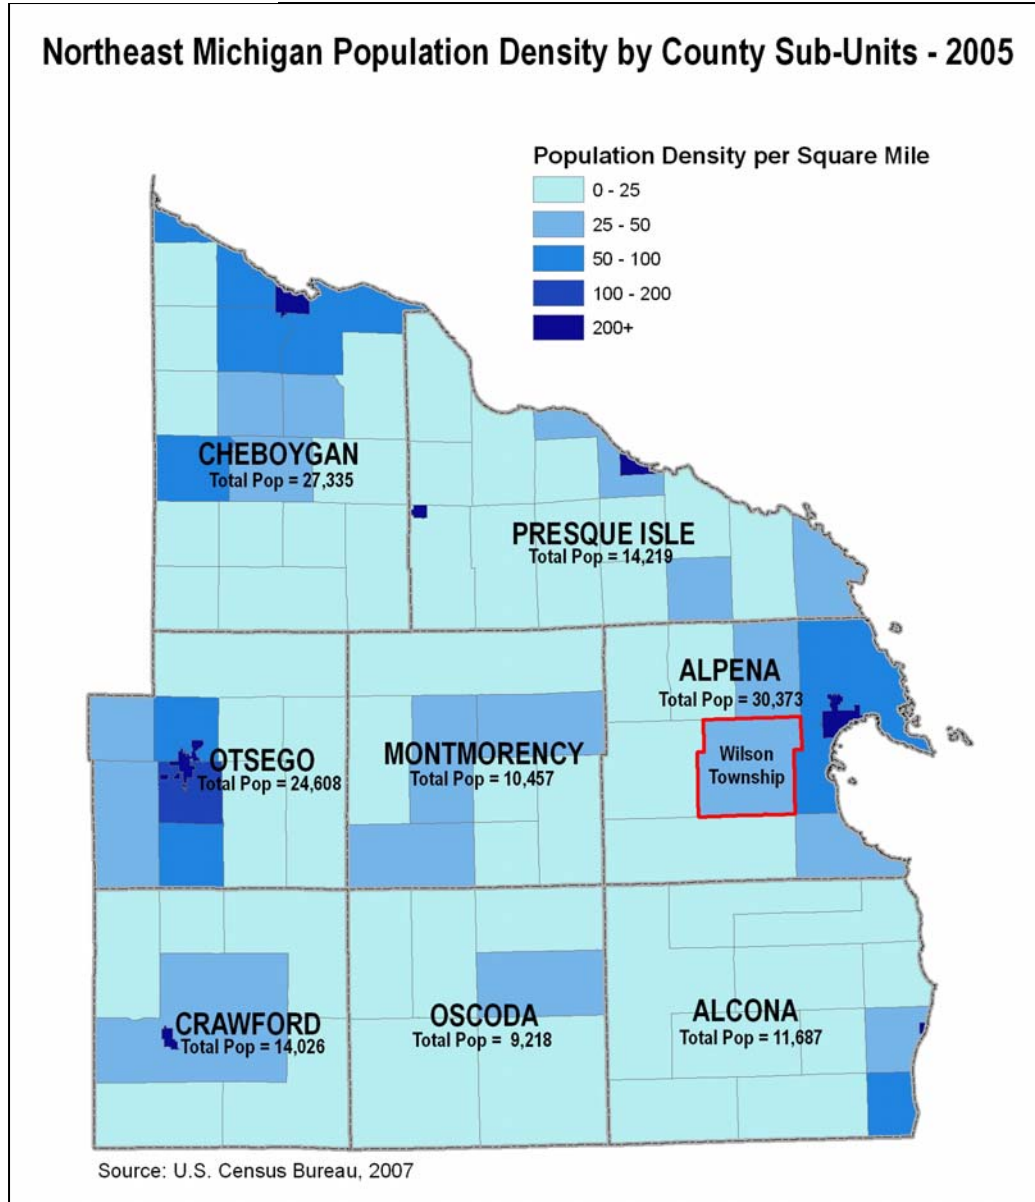 Northeast Michigan Population Density by County Sub-Units - 2005
Population Density per Square Mile
0 - 25
25 - 50
50 - 100
100 - 200
200+
CHEBOYGAN
Total Pop = 27,335
PRESQUE ISLE
Total Pop = 14,219
ALPENA
Total Pop = 30,373
Wilson
Township
OTSEGO
Total Pop = 24,608
MONTMORENCY
Total Pop = 10,457
CRAWFORD
Total Pop = 14,026
OSCODA
Total Pop = 9,218
ALCONA
Total Pop = 11,687
Source: U.S. Census Bureau, 2007